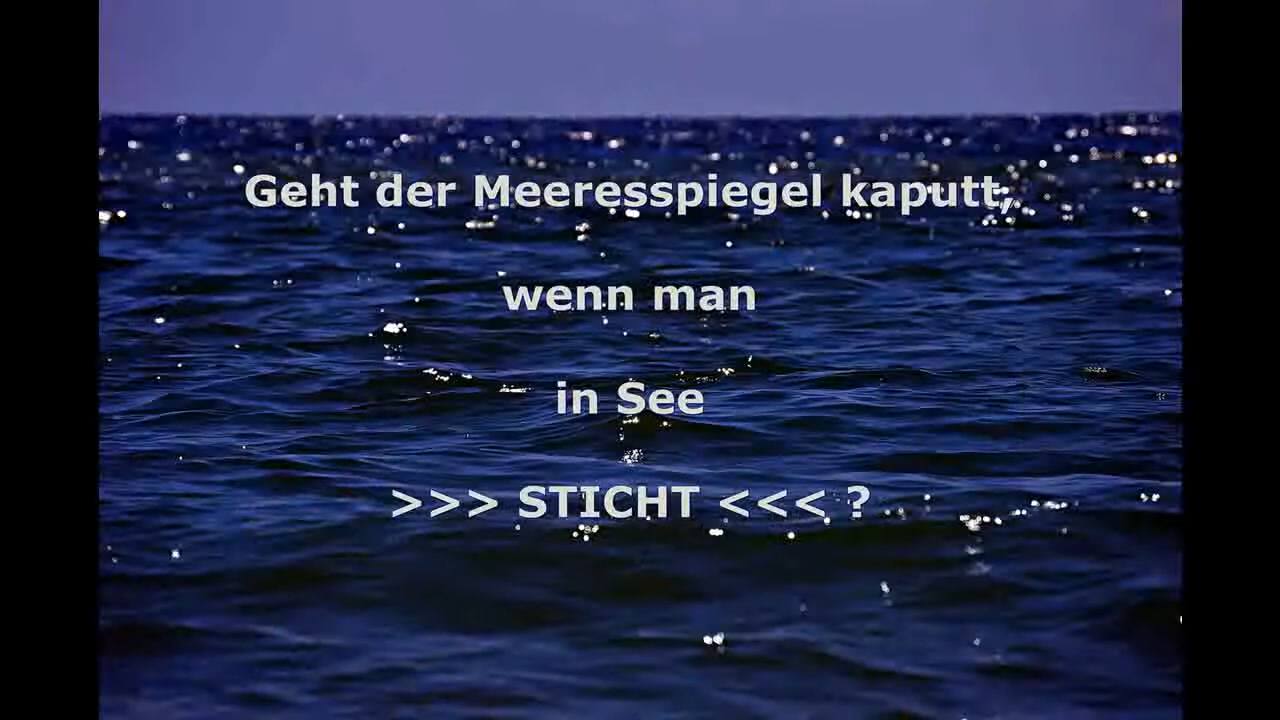 Geht der Meeresspiegel kaputt,
wenn man
in See
>>> STICHT <<< ?